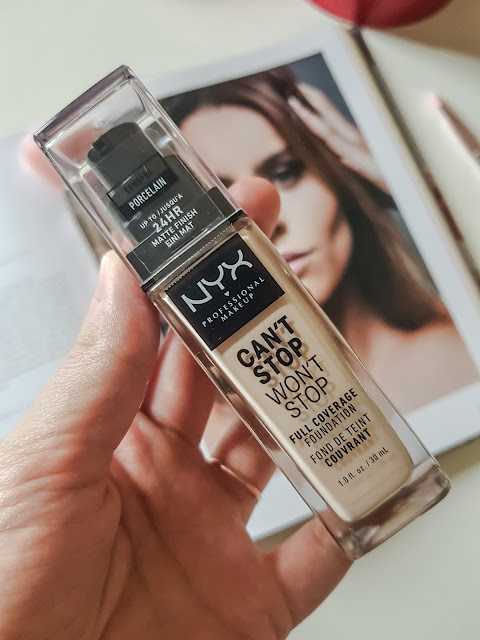 PORCELAIN
UP TO / JUSQU'A
24HR
MATTE FINISH
FINI MAT
NYX
PROFESSIONAL
MAKEUP
CAN'T
STOP
WON'T
STOP
FULL COVERAGE
FOUNDATION
FOND DE TEINT
COUVRANT
1.0 fl. oz. / 30 mL